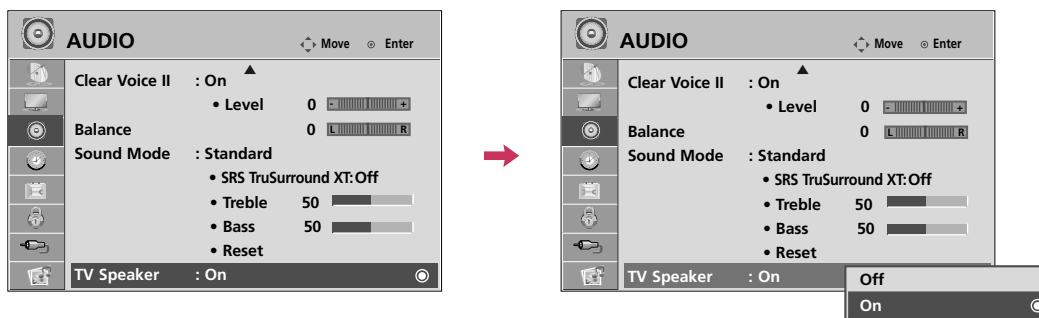 AUDIO
Move
Enter
Clear Voice II : On
• Level 0 - +
Balance 0 L R
Sound Mode : Standard
• SRS TruSurround XT: Off
• Treble 50
• Bass 50
• Reset
TV Speaker : On
AUDIO
Move
Enter
Clear Voice II : On
• Level 0 - +
Balance 0 L R
Sound Mode : Standard
• SRS TruSurround XT: Off
• Treble 50
• Bass 50
• Reset
TV Speaker : On
Off
On